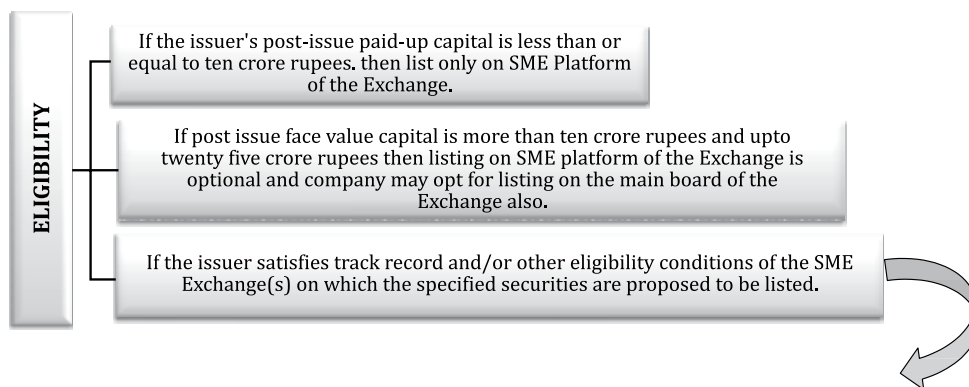 ELIGIBILITY
If the issuer's post-issue paid-up capital is less than or
equal to ten crore rupees. then list only on SME Platform
of the Exchange.
If post issue face value capital is more than ten crore rupees and upto
twenty five crore rupees then listing on SME platform of the Exchange is
optional and company may opt for listing on the main board of the
Exchange also.
If the issuer satisfies track record and/or other eligibility conditions of the SME
Exchange(s) on which the specified securities are proposed to be listed.